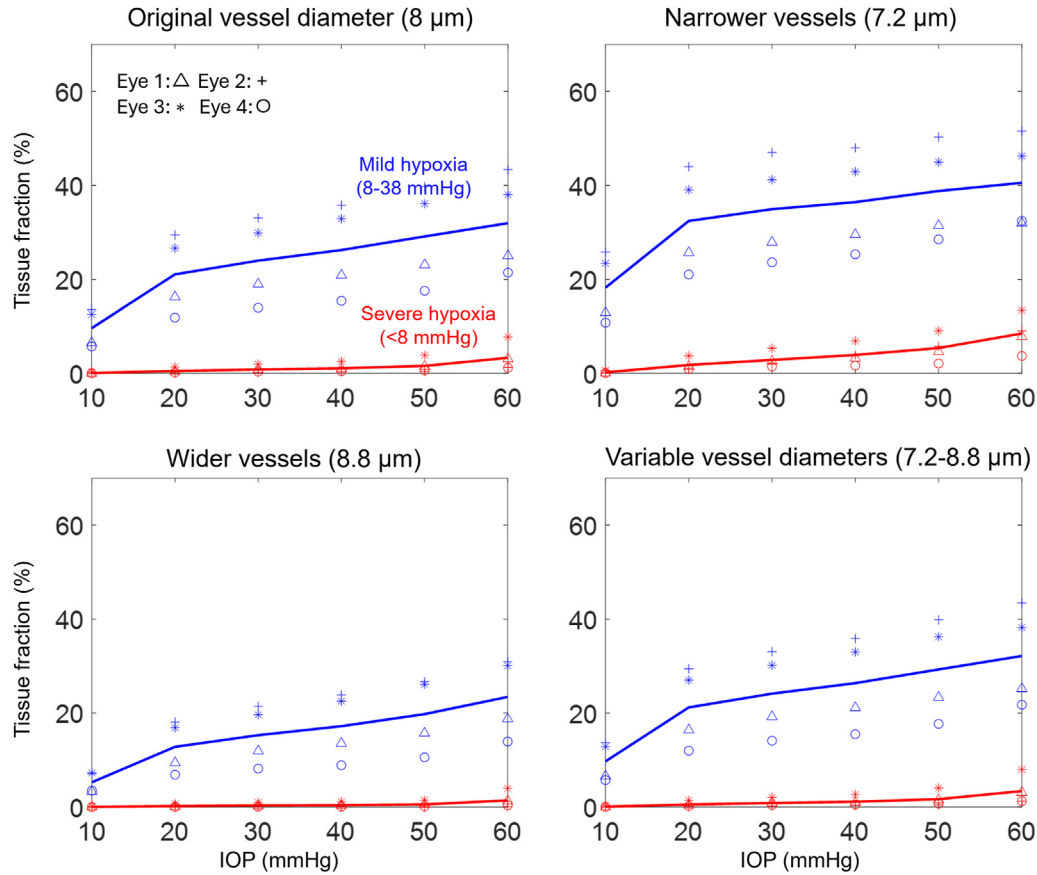 Original vessel diameter (8 µm)
Narrower vessels (7.2 µm)
Tissue fraction (%)
60
40
20
0
Eye 1: △ Eye 2: +
Eye 3: * Eye 4: ○
Mild hypoxia
(8-38 mmHg)
Severe hypoxia
(<8 mmHg)
10 20 30 40 50 60
60
40
20
0
10 20 30 40 50 60
Wider vessels (8.8 µm)
Variable vessel diameters (7.2-8.8 µm)
Tissue fraction (%)
60
40
20
0
10 20 30 40 50 60
IOP (mmHg)
60
40
20
0
10 20 30 40 50 60
IOP (mmHg)